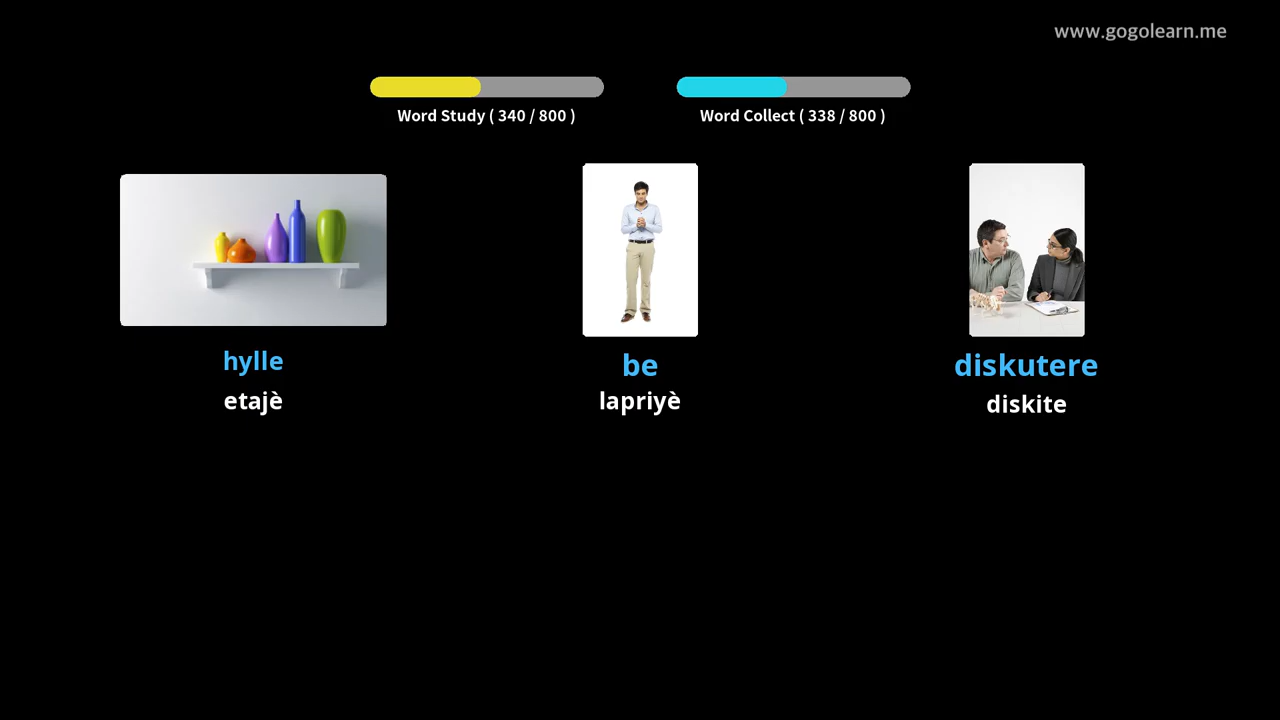 www.gogolearn.me
Word Study ( 340 / 800 )
Word Collect ( 338 / 800 )
hylle
etajè
be
lapriyè
diskutere
diskite